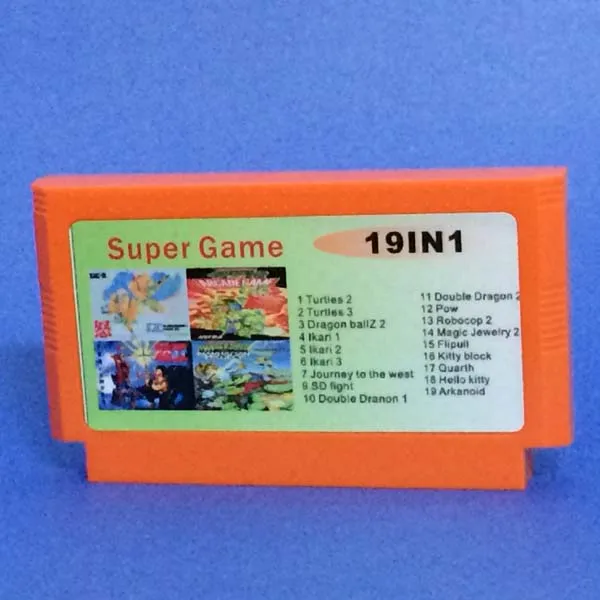 Super Game
19IN1
ARCADE GAME
怒
1 Turtles 2
2 Turtles 3
3 Dragon ballZ 2
4 Ikari 1
5 Ikari 2
6 Ikari 3
7 Journey to the west
9 SD fight
10 Double Dranon 1
11 Double Dragon 2
12 Pow
13 Robocop 2
14 Magic Jewelry 2
15 Flipull
16 Kitty block
17 Quarth
18 Hello kitty
19 Arkanoid